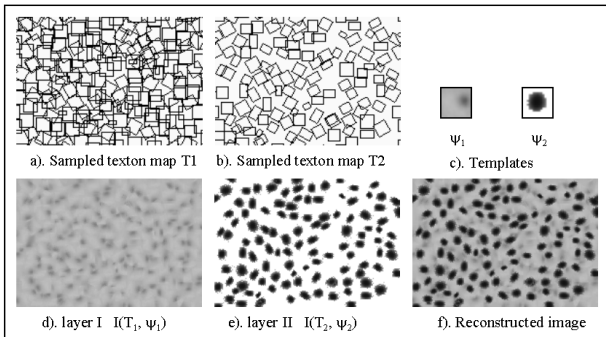 a). Sampled texton map T1
b). Sampled texton map T2
Ψ1
Ψ2
c). Templates
d). layer I   I(T1, ψ1)
e). layer II   I(T2, ψ2)
f). Reconstructed image